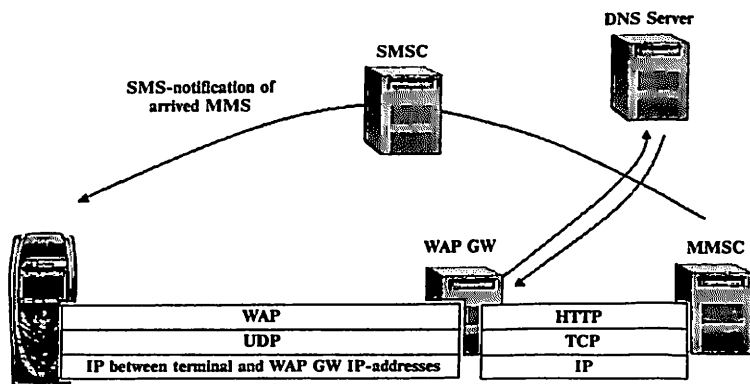 DNS Server
SMSC
SMS-notification of
arrived MMS
WAP GW
MMSC
WAP
HTTP
UDP
TCP
IP between terminal and WAP GW IP-addresses
IP